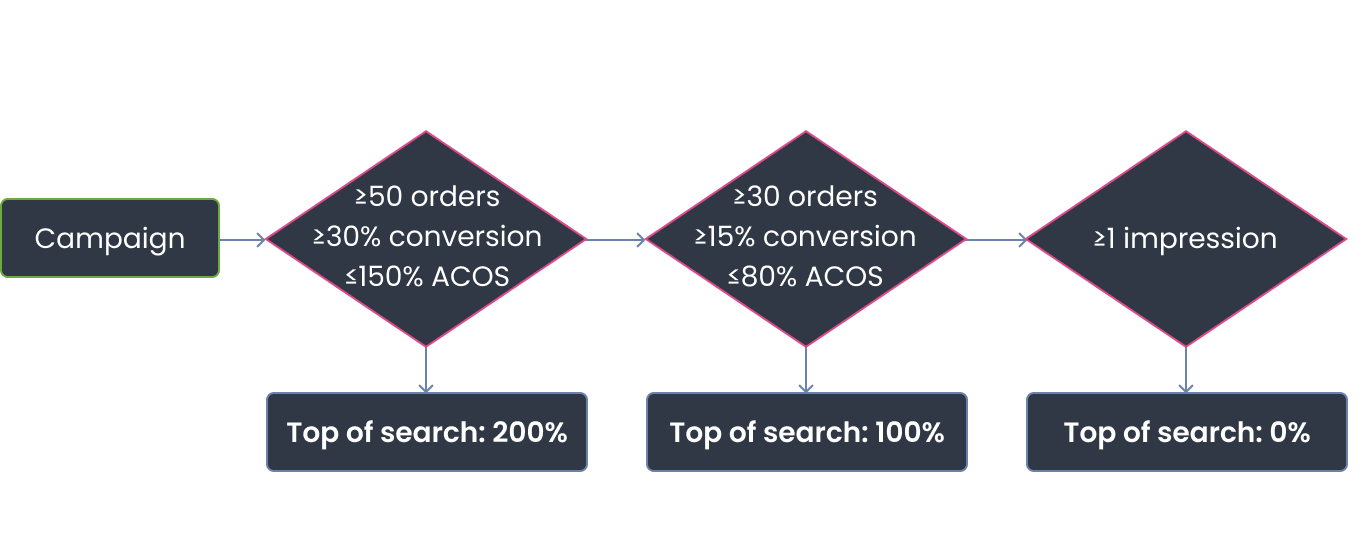 Campaign
≥50 orders
≥30% conversion
≤150% ACOS
≥30 orders
≥15% conversion
≤80% ACOS
≥1 impression
Top of search: 200%
Top of search: 100%
Top of search: 0%